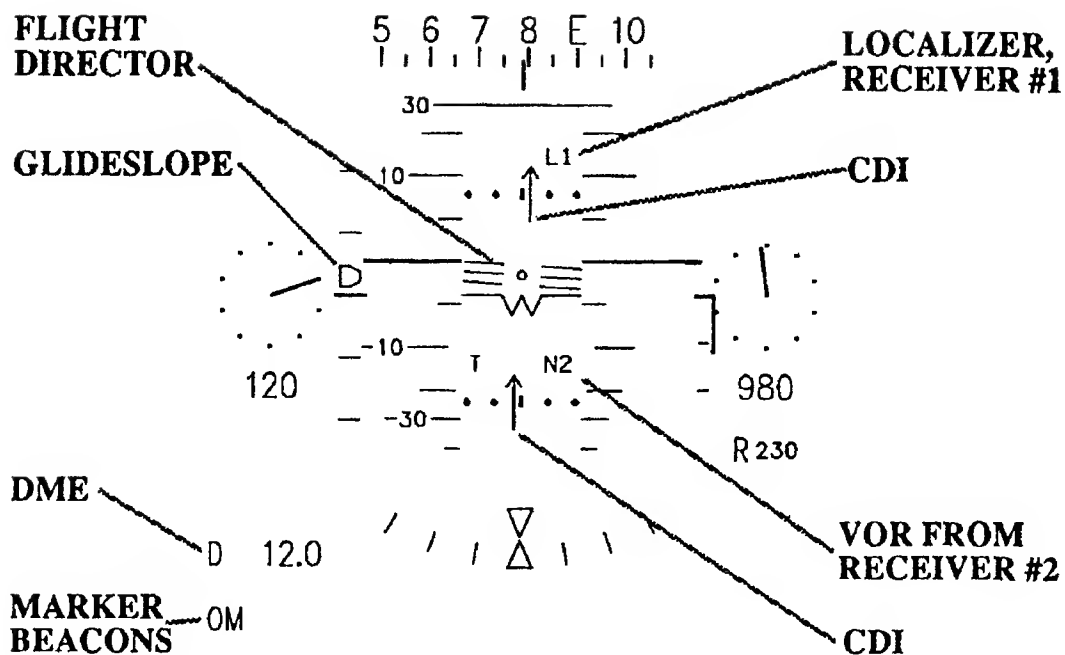 FLIGHT
DIRECTOR
5 6 7 8 E 10
LOCALIZER,
RECEIVER #1
30
L1
GLIDESLOPE
10
CDI
D
-10
T N2
120
980
-30
R 230
DME
D 12.0
VOR FROM
RECEIVER #2
MARKER
BEACONS
OM
CDI